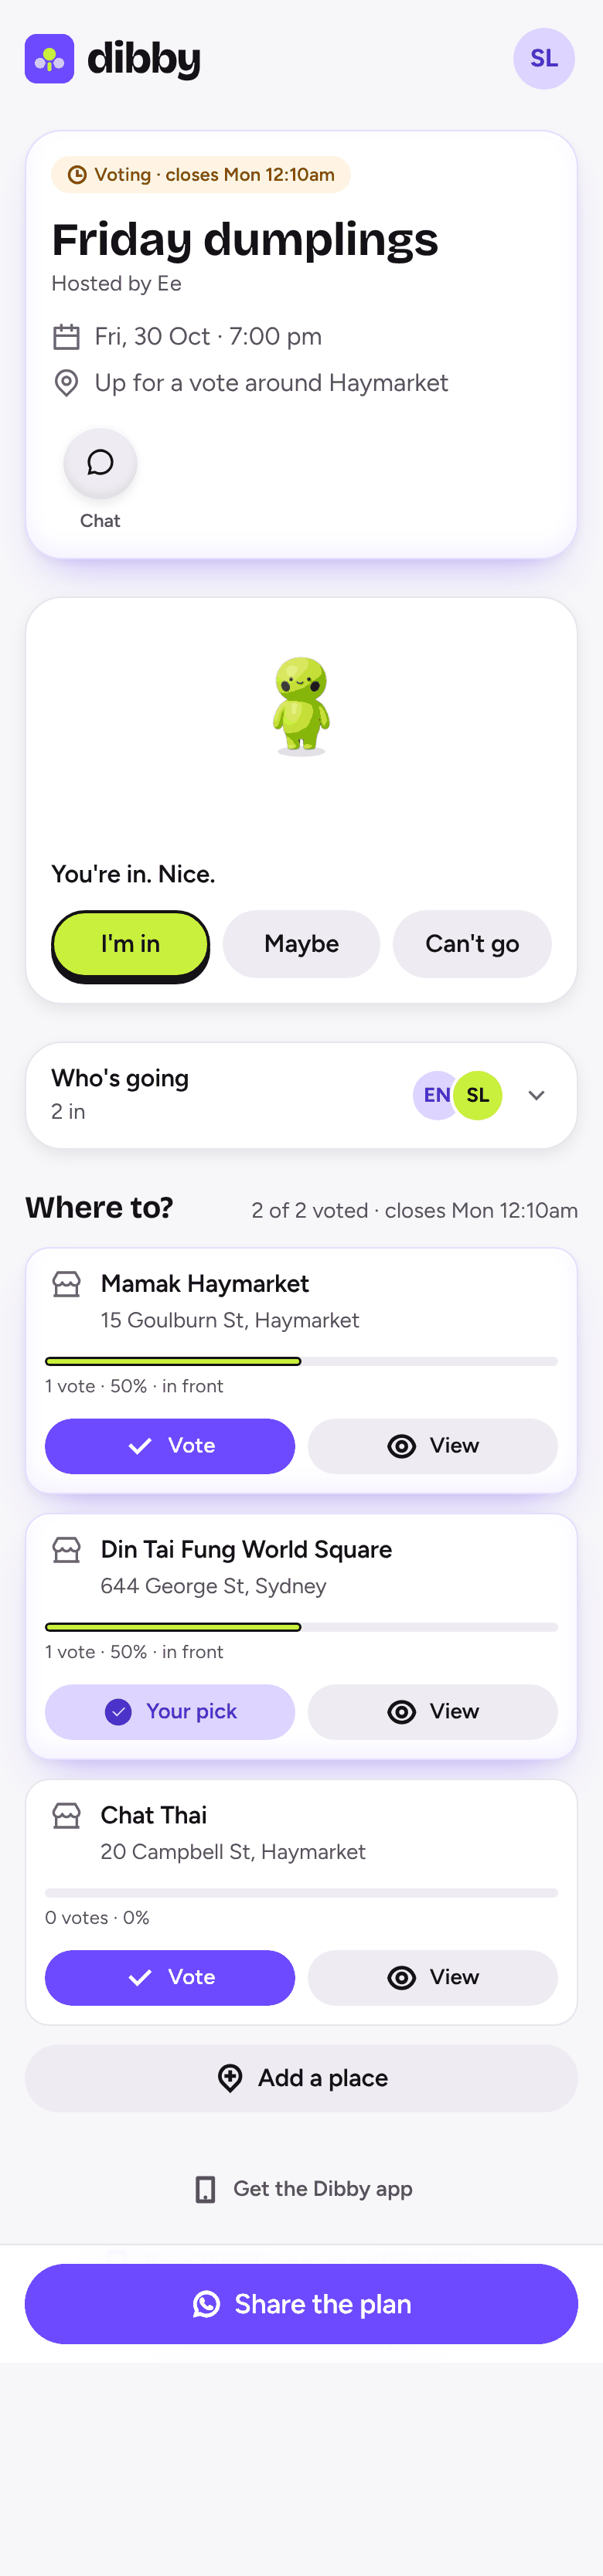 dibby
SL
Voting · closes Mon 12:10am
Friday dumplings
Hosted by Ee
Fri, 30 Oct · 7:00 pm
Up for a vote around Haymarket
Chat
You're in. Nice.
I'm in
Maybe
Can't go
Who's going
2 in
EN
SL
Where to?
2 of 2 voted · closes Mon 12:10am
Mamak Haymarket
15 Goulburn St, Haymarket
1 vote · 50% · in front
Vote
View
Din Tai Fung World Square
644 George St, Sydney
1 vote · 50% · in front
Your pick
View
Chat Thai
20 Campbell St, Haymarket
0 votes · 0%
Vote
View
Add a place
Get the Dibby app
Share the plan